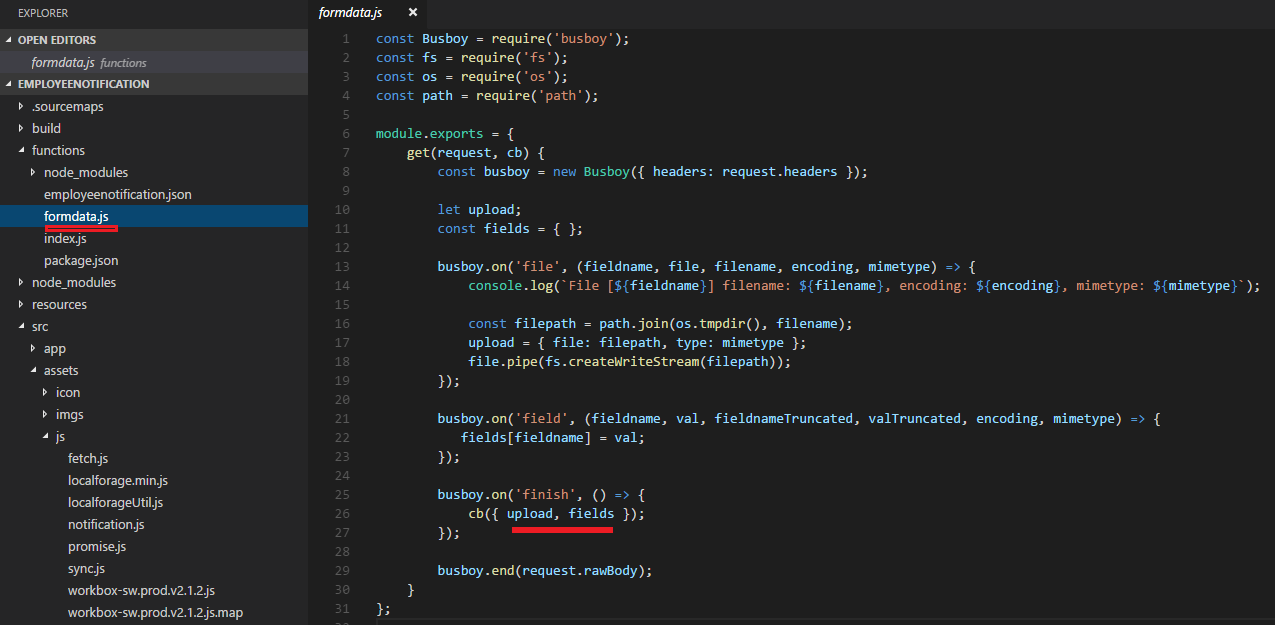 EXPLORER
OPEN EDITORS
formdata.js functions
EMPLOYEENOTIFICATION
.sourcemaps
build
functions
node_modules
employeenotification.json
formdata.js
index.js
package.json
node_modules
resources
src
app
assets
icon
imgs
js
fetch.js
localforage.min.js
localforageUtil.js
notification.js
promise.js
sync.js
workbox-sw.prod.v2.1.2.js
workbox-sw.prod.v2.1.2.js.map
formdata.js ×
1 const Busboy = require('busboy');
2 const fs = require('fs');
3 const os = require('os');
4 const path = require('path');
5
6 module.exports = {
7     get(request, cb) {
8         const busboy = new Busboy({ headers: request.headers });
9
10         let upload;
11         const fields = { };
12
13         busboy.on('file', (fieldname, file, filename, encoding, mimetype) => {
14             console.log(`File [${fieldname}] filename: ${filename}, encoding: ${encoding}, mimetype: ${mimetype}`);
15
16             const filepath = path.join(os.tmpdir(), filename);
17             upload = { file: filepath, type: mimetype };
18             file.pipe(fs.createWriteStream(filepath));
19         });
20
21         busboy.on('field', (fieldname, val, fieldnameTruncated, valTruncated, encoding, mimetype) => {
22            fields[fieldname] = val;
23         });
24
25         busboy.on('finish', () => {
26             cb({ upload, fields });
27         });
28
29         busboy.end(request.rawBody);
30     }
31 };
32